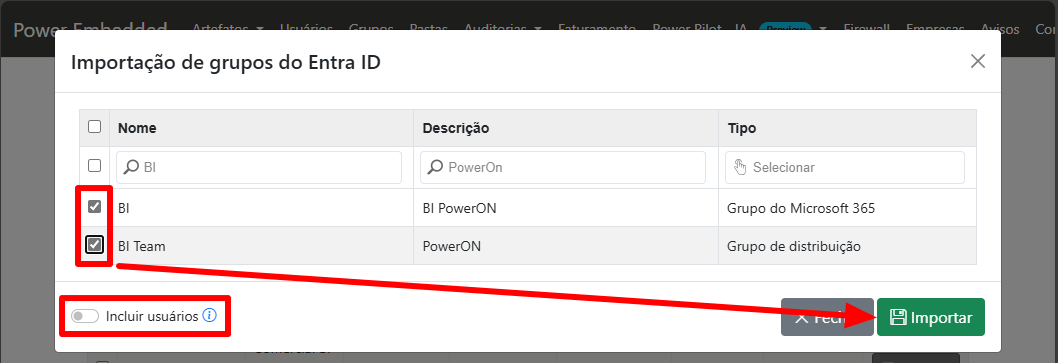 Power Embedded Artefatos Usuários Grupos Pastas Auditorias Faturamento Power Pilot IA Preview Firewall Empresas Avisos
Importação de grupos do Entra ID
Nome Descrição Tipo
BI PowerOn Selecionar
BI BI PowerON Grupo do Microsoft 365
BI Team PowerON Grupo de distribuição
Incluir usuários Importar